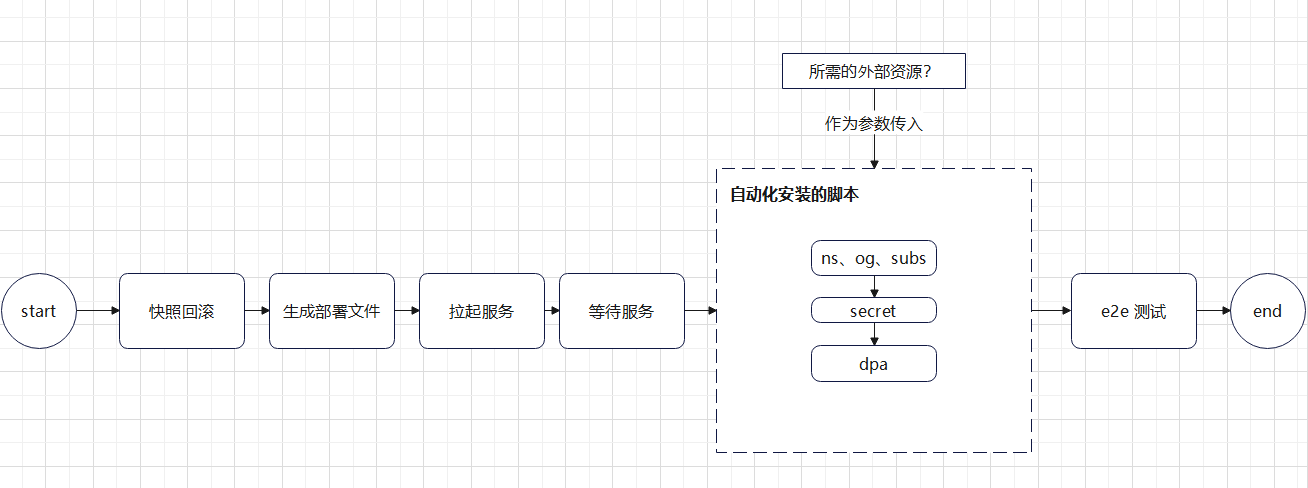 所需的外部资源?
作为参数传入
自动化安装的脚本
ns、og、subs
secret
dpa
start
快照回滚
生成部署文件
拉起服务
等待服务
e2e 测试
end